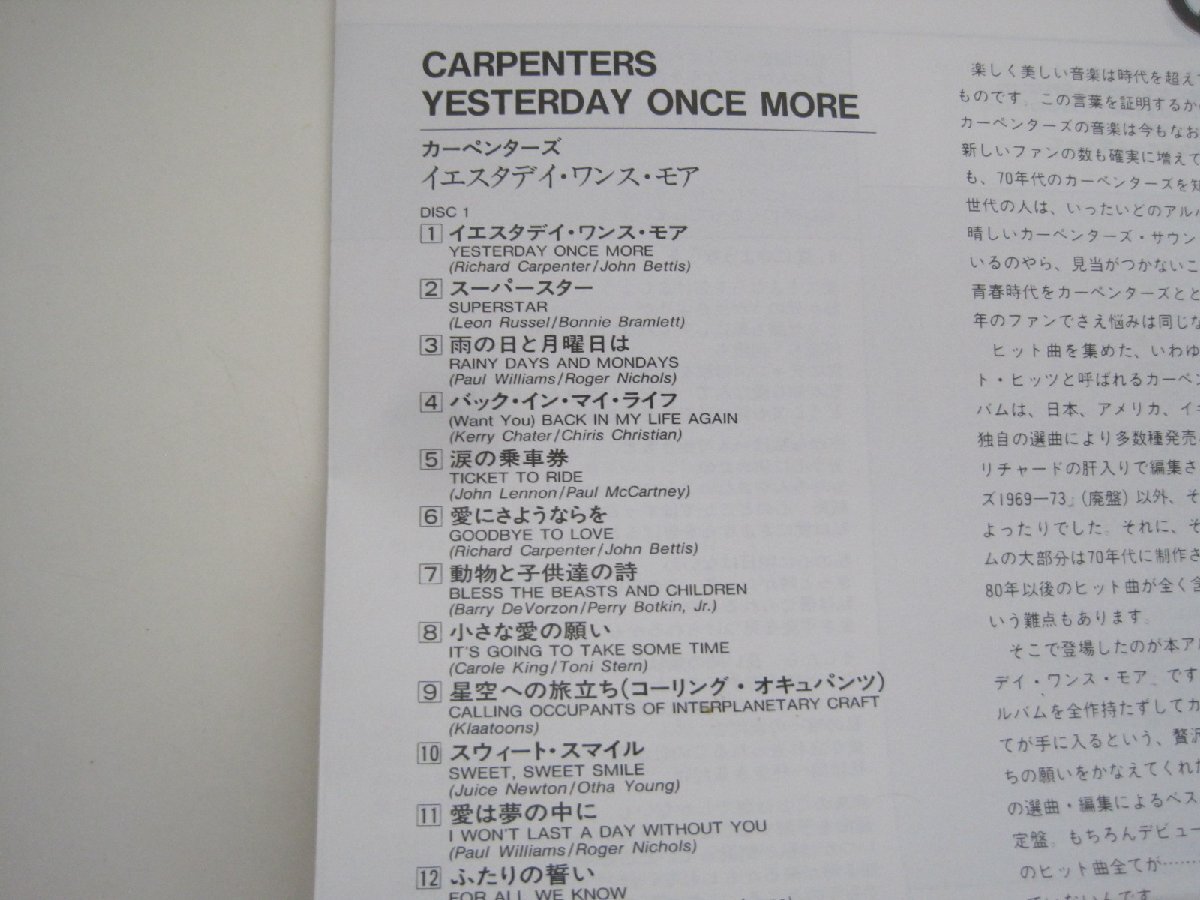 CARPENTERS
YESTERDAY ONCE MORE
カーペンターズ
イエスタデイ・ワンス・モア
DISC 1
1 イエスタデイ・ワンス・モア
YESTERDAY ONCE MORE
(Richard Carpenter/John Bettis)
2 スーパースター
SUPERSTAR
(Leon Russel/Bonnie Bramlett)
3 雨の日と月曜日は
RAINY DAYS AND MONDAYS
(Paul Williams/Roger Nichols)
4 バック・イン・マイ・ライフ
(Want You) BACK IN MY LIFE AGAIN
(Kerry Chater/Chiris Christian)
5 涙の乗車券
TICKET TO RIDE
(John Lennon/Paul McCartney)
6 愛にさようならを
GOODBYE TO LOVE
(Richard Carpenter/John Bettis)
7 動物と子供達の詩
BLESS THE BEASTS AND CHILDREN
(Barry DeVorzon/Perry Botkin, Jr.)
8 小さな愛の願い
IT'S GOING TO TAKE SOME TIME
(Carole King/Toni Stern)
9 星空への旅立ち(コーリング・オキュパンツ)
CALLING OCCUPANTS OF INTERPLANETARY CRAFT
(Klaatoons)
10 スウィート・スマイル
SWEET, SWEET SMILE
(Juice Newton/Otha Young)
11 愛は夢の中に
I WON'T LAST A DAY WITHOUT YOU
(Paul Williams/Roger Nichols)
12 ふたりの誓い
FOR ALL WE KNOW
楽しく美しい音楽は時代を超え
ものです。この言葉を証明するか
カーペンターズの音楽は今もなお
新しいファンの数も確実に増えて
も、70年代のカーペンターズを知
世代の人は、いったいどのアルバ
晴しいカーペンターズ・サウン
いるのやら、見当がつかないこ
青春時代をカーペンターズとと
年のファンでさえ悩みは同じな
ヒット曲を集めた、いわゆ
ト・ヒッツと呼ばれるカーペン
バムは、日本、アメリカ、イギ
独自の選曲により多数種発売
リチャードの肝入りで編集さ
ズ1969—73」(廃盤)以外、そ
よったりでした。それに、そ
ムの大部分は70年代に制作さ
80年以後のヒット曲が全く含
いう難点もあります。
そこで登場したのが本ア
デイ・ワンス・モア」です
ルバムを全作持たずしてカ
てが手に入るという、贅沢
ちの願いをかなえてくれた
の選曲・編集によるベス
定盤。もちろんデビュー
のヒット曲全てが……
ていないんです